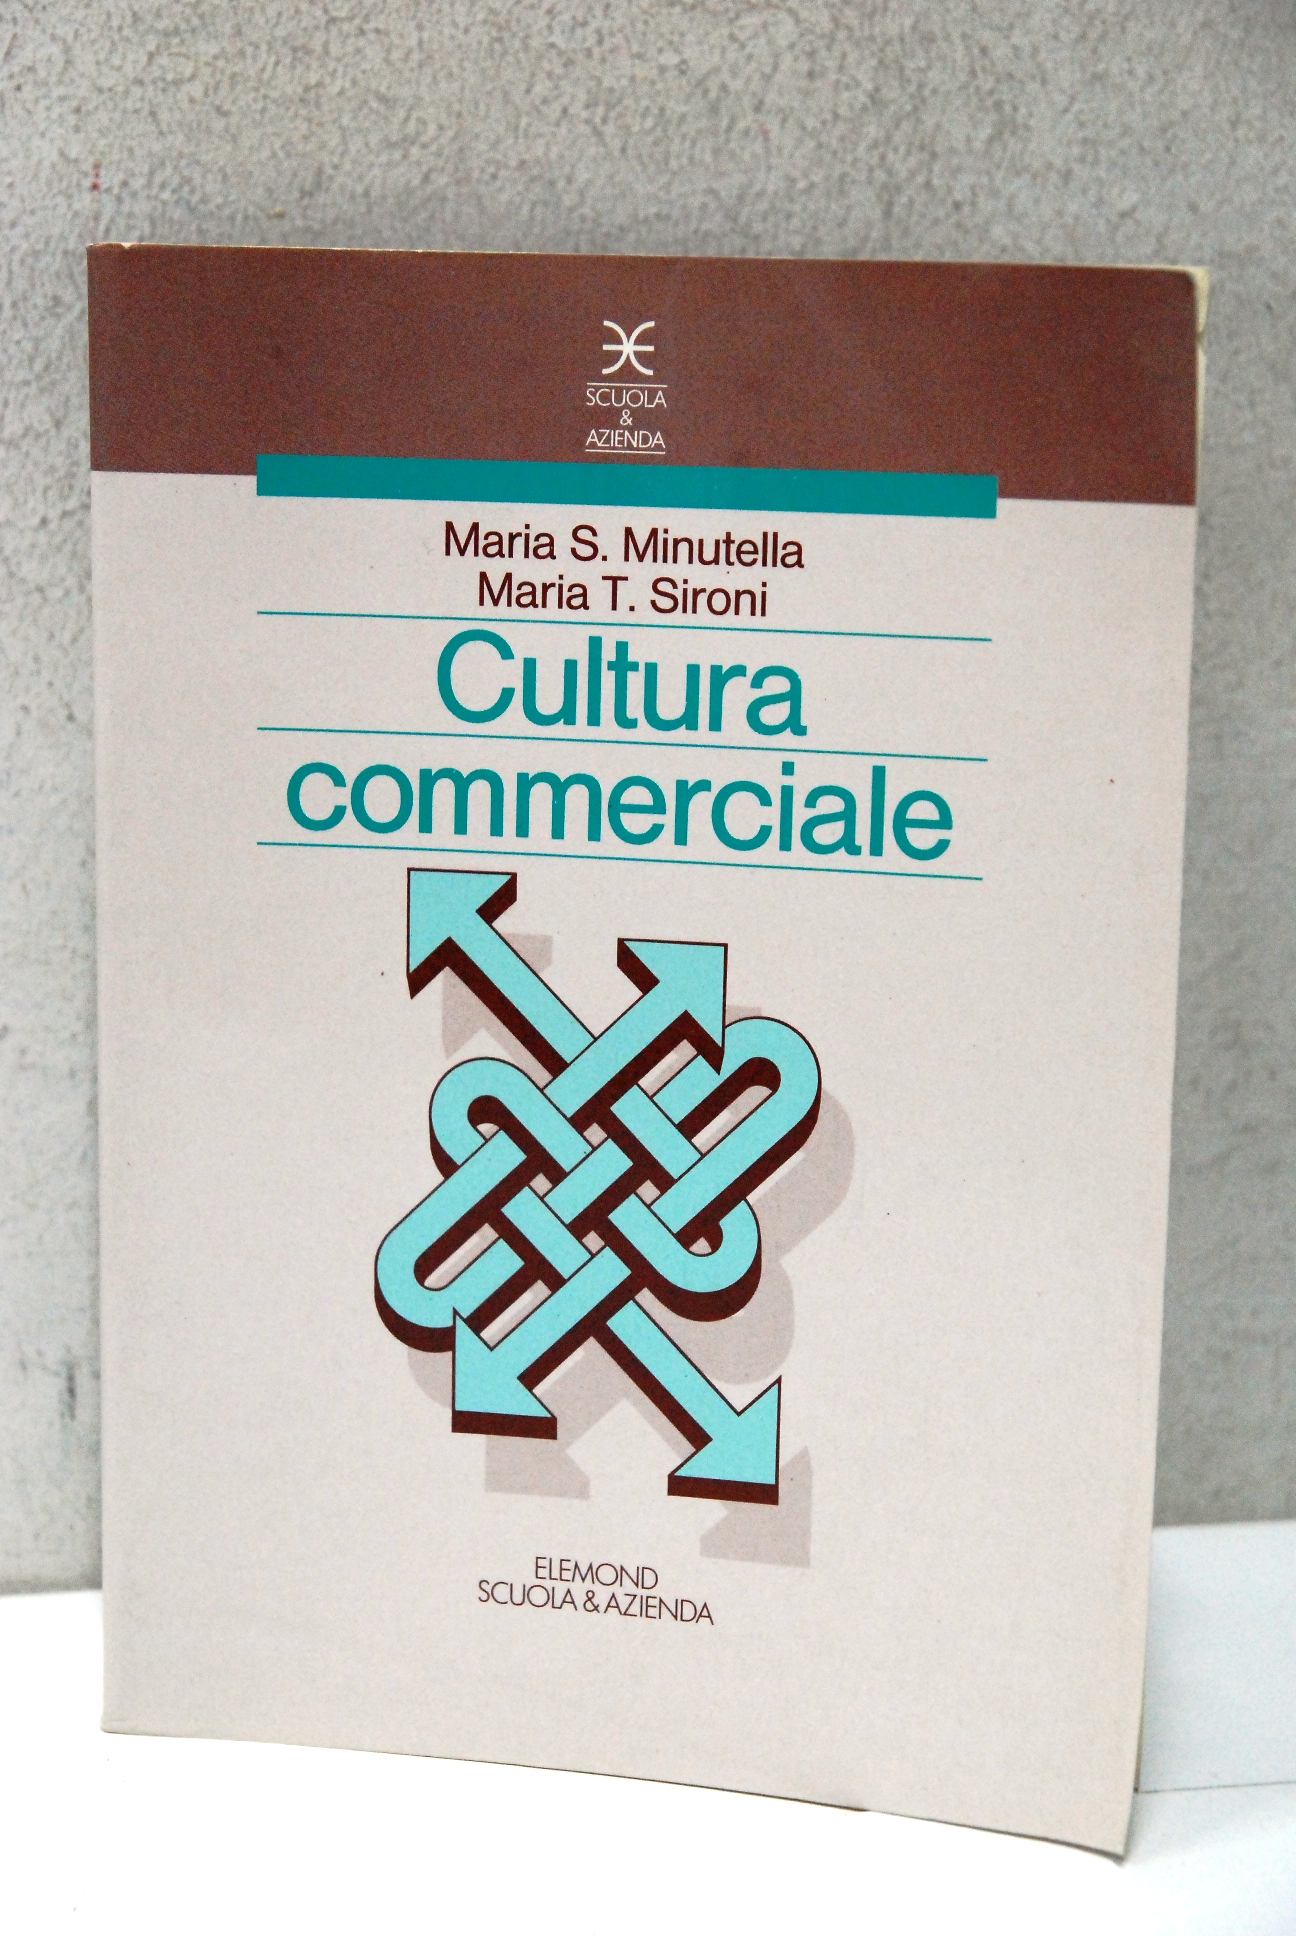 SCUOLA
&
AZIENDA
Maria S. Minutella
Maria T. Sironi
Cultura
commerciale
ELEMOND
SCUOLA & AZIENDA